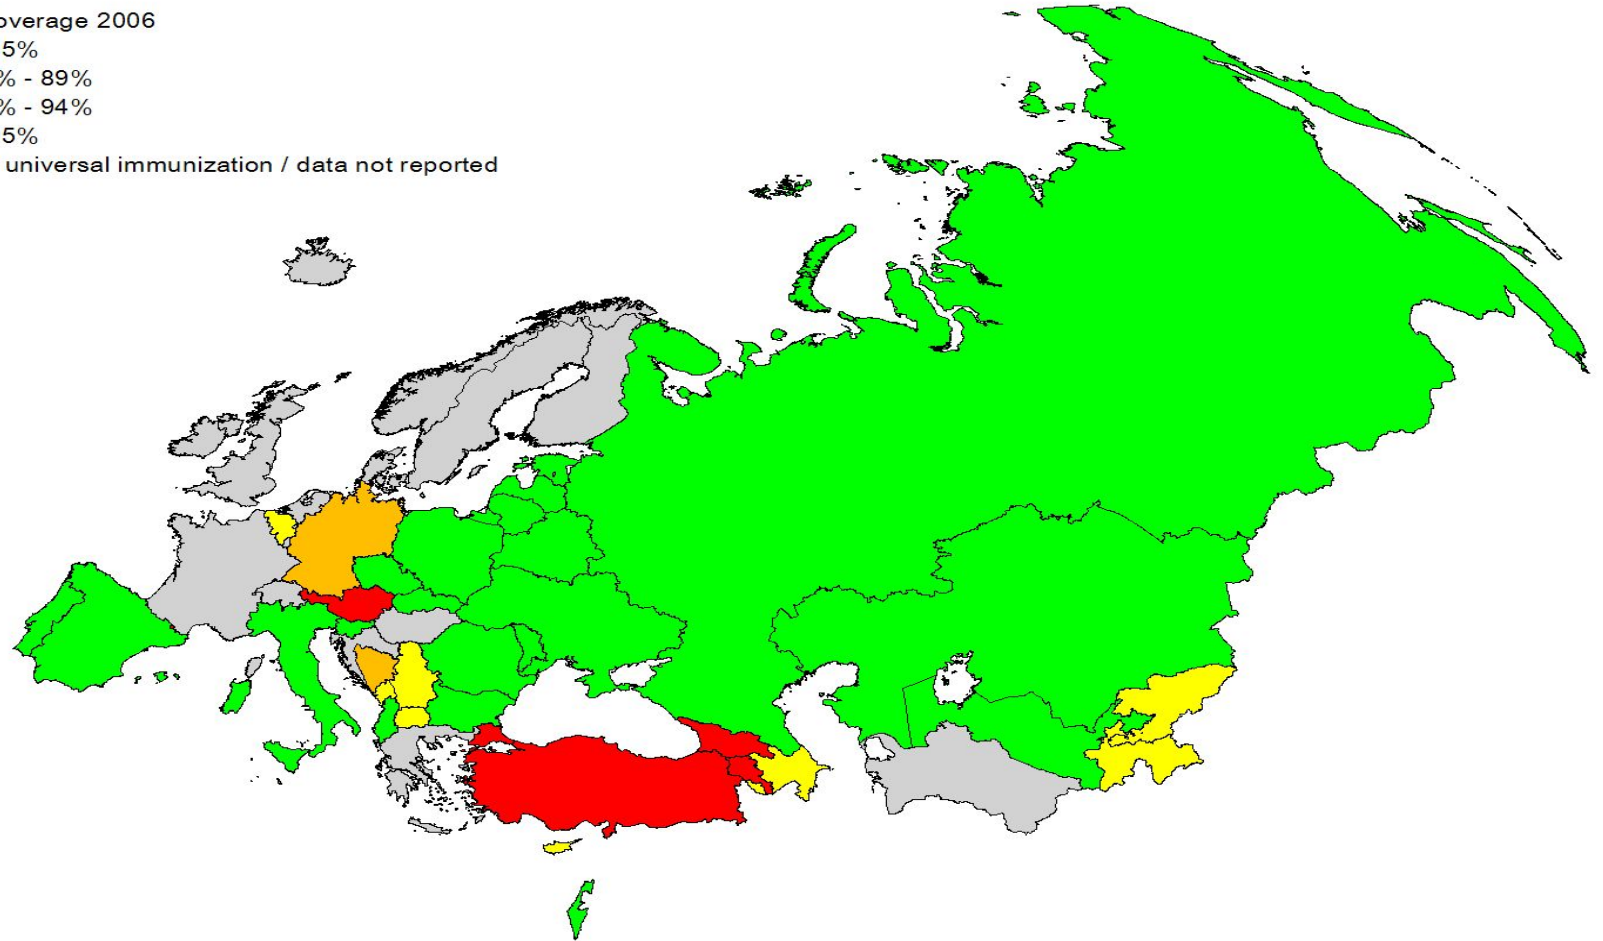 overage 2006
5%
% - 89%
% - 94%
5%
universal immunization / data not reported